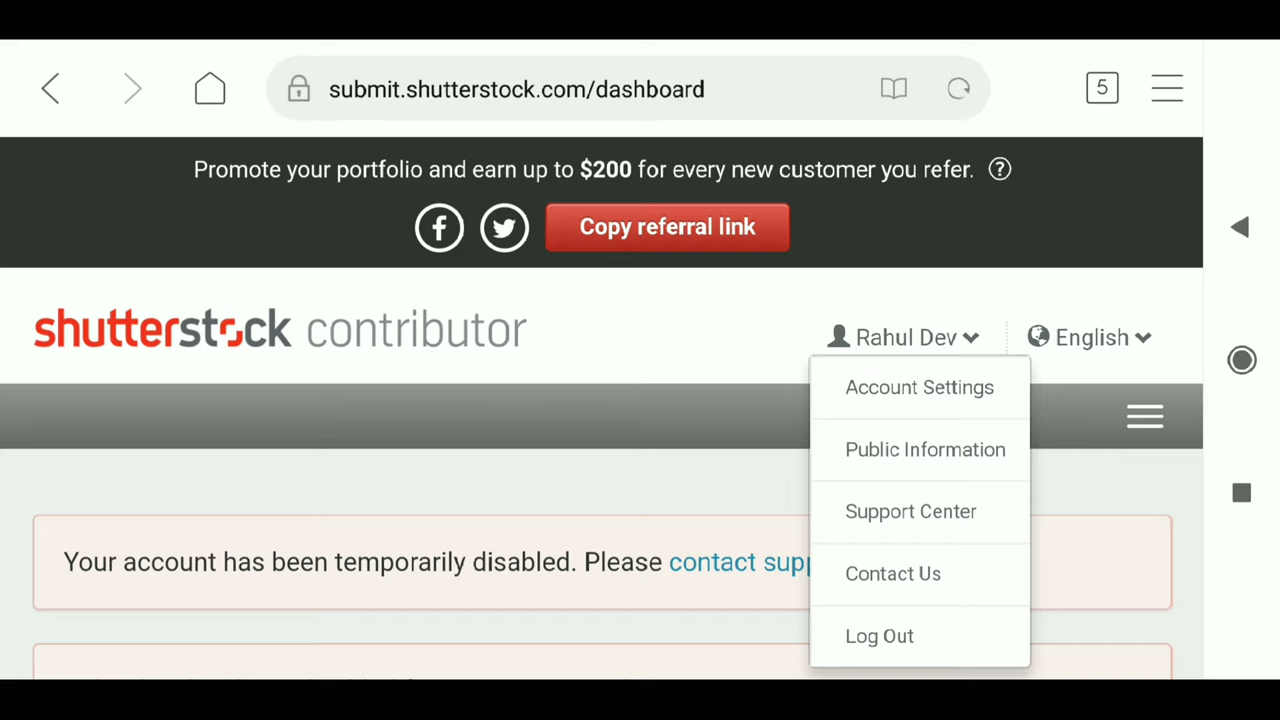 submit.shutterstock.com/dashboard
5
Promote your portfolio and earn up to $200 for every new customer you refer. ?
Copy referral link
shutterstock contributor
Rahul Dev
English
Account Settings
Public Information
Support Center
Contact Us
Log Out
Your account has been temporarily disabled. Please contact supp